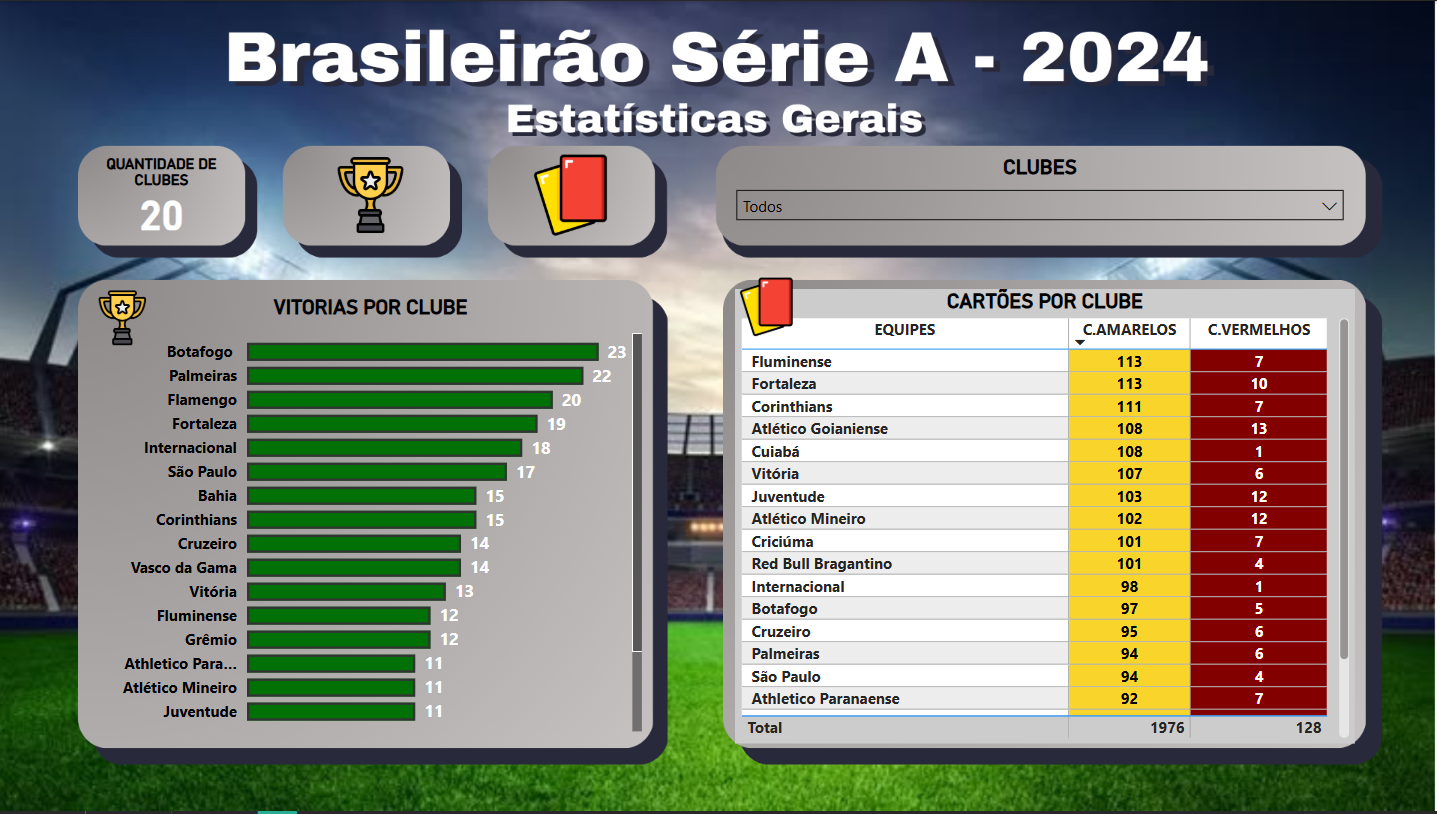 Brasileirão Série A - 2024
Estatísticas Gerais
QUANTIDADE DE
CLUBES
20
CLUBES
Todos
VITORIAS POR CLUBE
Botafogo 23
Palmeiras 22
Flamengo 20
Fortaleza 19
Internacional 18
São Paulo 17
Bahia 15
Corinthians 15
Cruzeiro 14
Vasco da Gama 14
Vitória 13
Fluminense 12
Grêmio 12
Athletico Para... 11
Atlético Mineiro 11
Juventude 11
CARTÕES POR CLUBE
EQUIPES C.AMARELOS C.VERMELHOS
Fluminense 113 7
Fortaleza 113 10
Corinthians 111 7
Atlético Goianiense 108 13
Cuiabá 108 1
Vitória 107 6
Juventude 103 12
Atlético Mineiro 102 12
Criciúma 101 7
Red Bull Bragantino 101 4
Internacional 98 1
Botafogo 97 5
Cruzeiro 95 6
Palmeiras 94 6
São Paulo 94 4
Athletico Paranaense 92 7
Total 1976 128